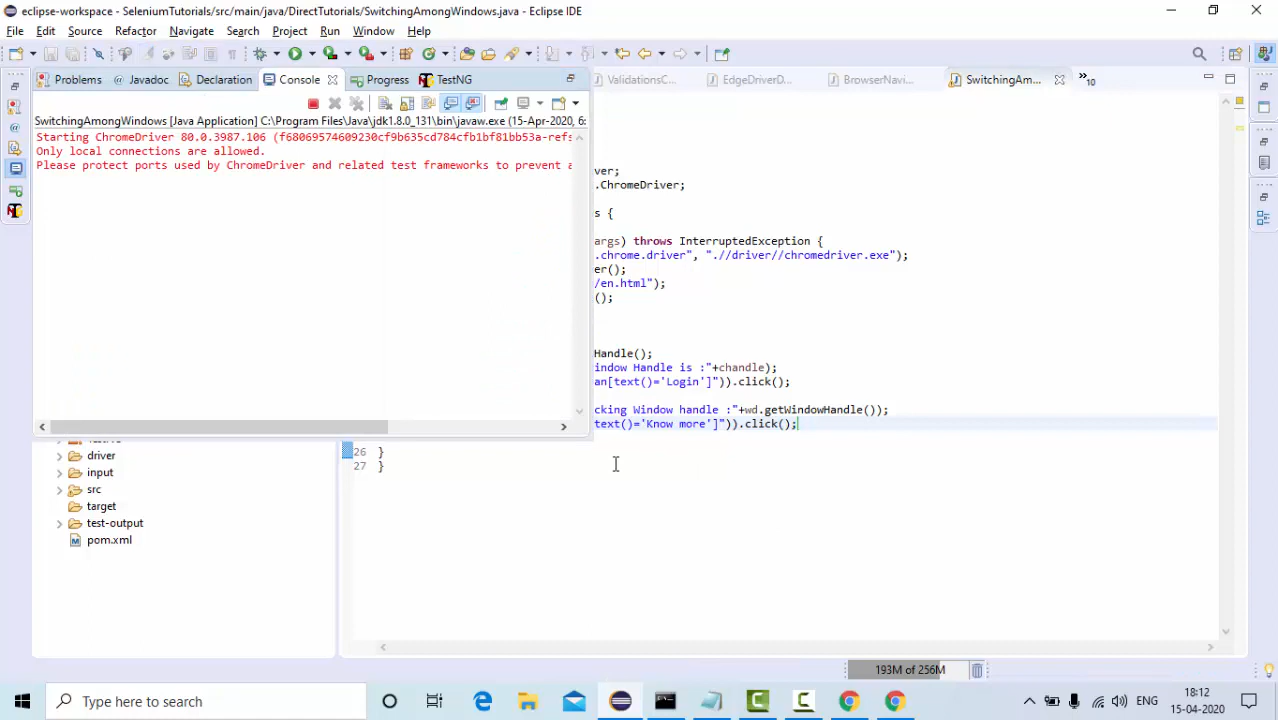 eclipse-workspace - SeleniumTutorials/src/main/java/DirectTutorials/SwitchingAmongWindows.java - Eclipse IDE
File Edit Source Refactor Navigate Search Project Run Window Help
Problems @ Javadoc Declaration Console Progress TestNG
ValidationsC... EdgeDriverD... BrowserNavi... SwitchingAm... »10
SwitchingAmongWindows [Java Application] C:\Program Files\Java\jdk1.8.0_131\bin\javaw.exe (15-Apr-2020, 6:
Starting ChromeDriver 80.0.3987.106 (f68069574609230cf9b635cd784cfb1bf81bb53a-refs
Only local connections are allowed.
Please protect ports used by ChromeDriver and related test frameworks to prevent a
ver;
.ChromeDriver;
s {
args) throws InterruptedException {
.chrome.driver", ".//driver//chromedriver.exe");
er();
/en.html");
();
Handle();
indow Handle is :"+chandle);
an[text()='Login']")).click();
cking Window handle :"+wd.getWindowHandle());
text()='Know more']")).click();
26 }
27 }
driver
input
src
target
test-output
pom.xml
193M of 256M
Type here to search
ENG
18:12
15-04-2020